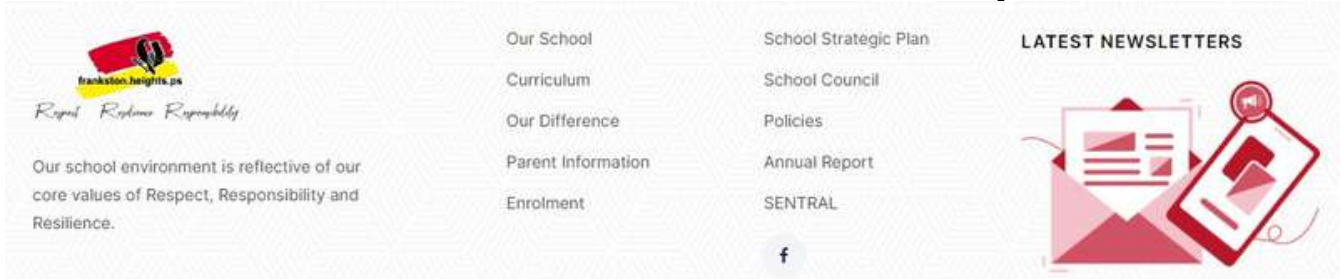 frankston.heights.ps
Respect Resilience Responsibility
Our school environment is reflective of our
core values of Respect, Responsibility and
Resilience.
Our School
Curriculum
Our Difference
Parent Information
Enrolment
School Strategic Plan
School Council
Policies
Annual Report
SENTRAL
f
LATEST NEWSLETTERS